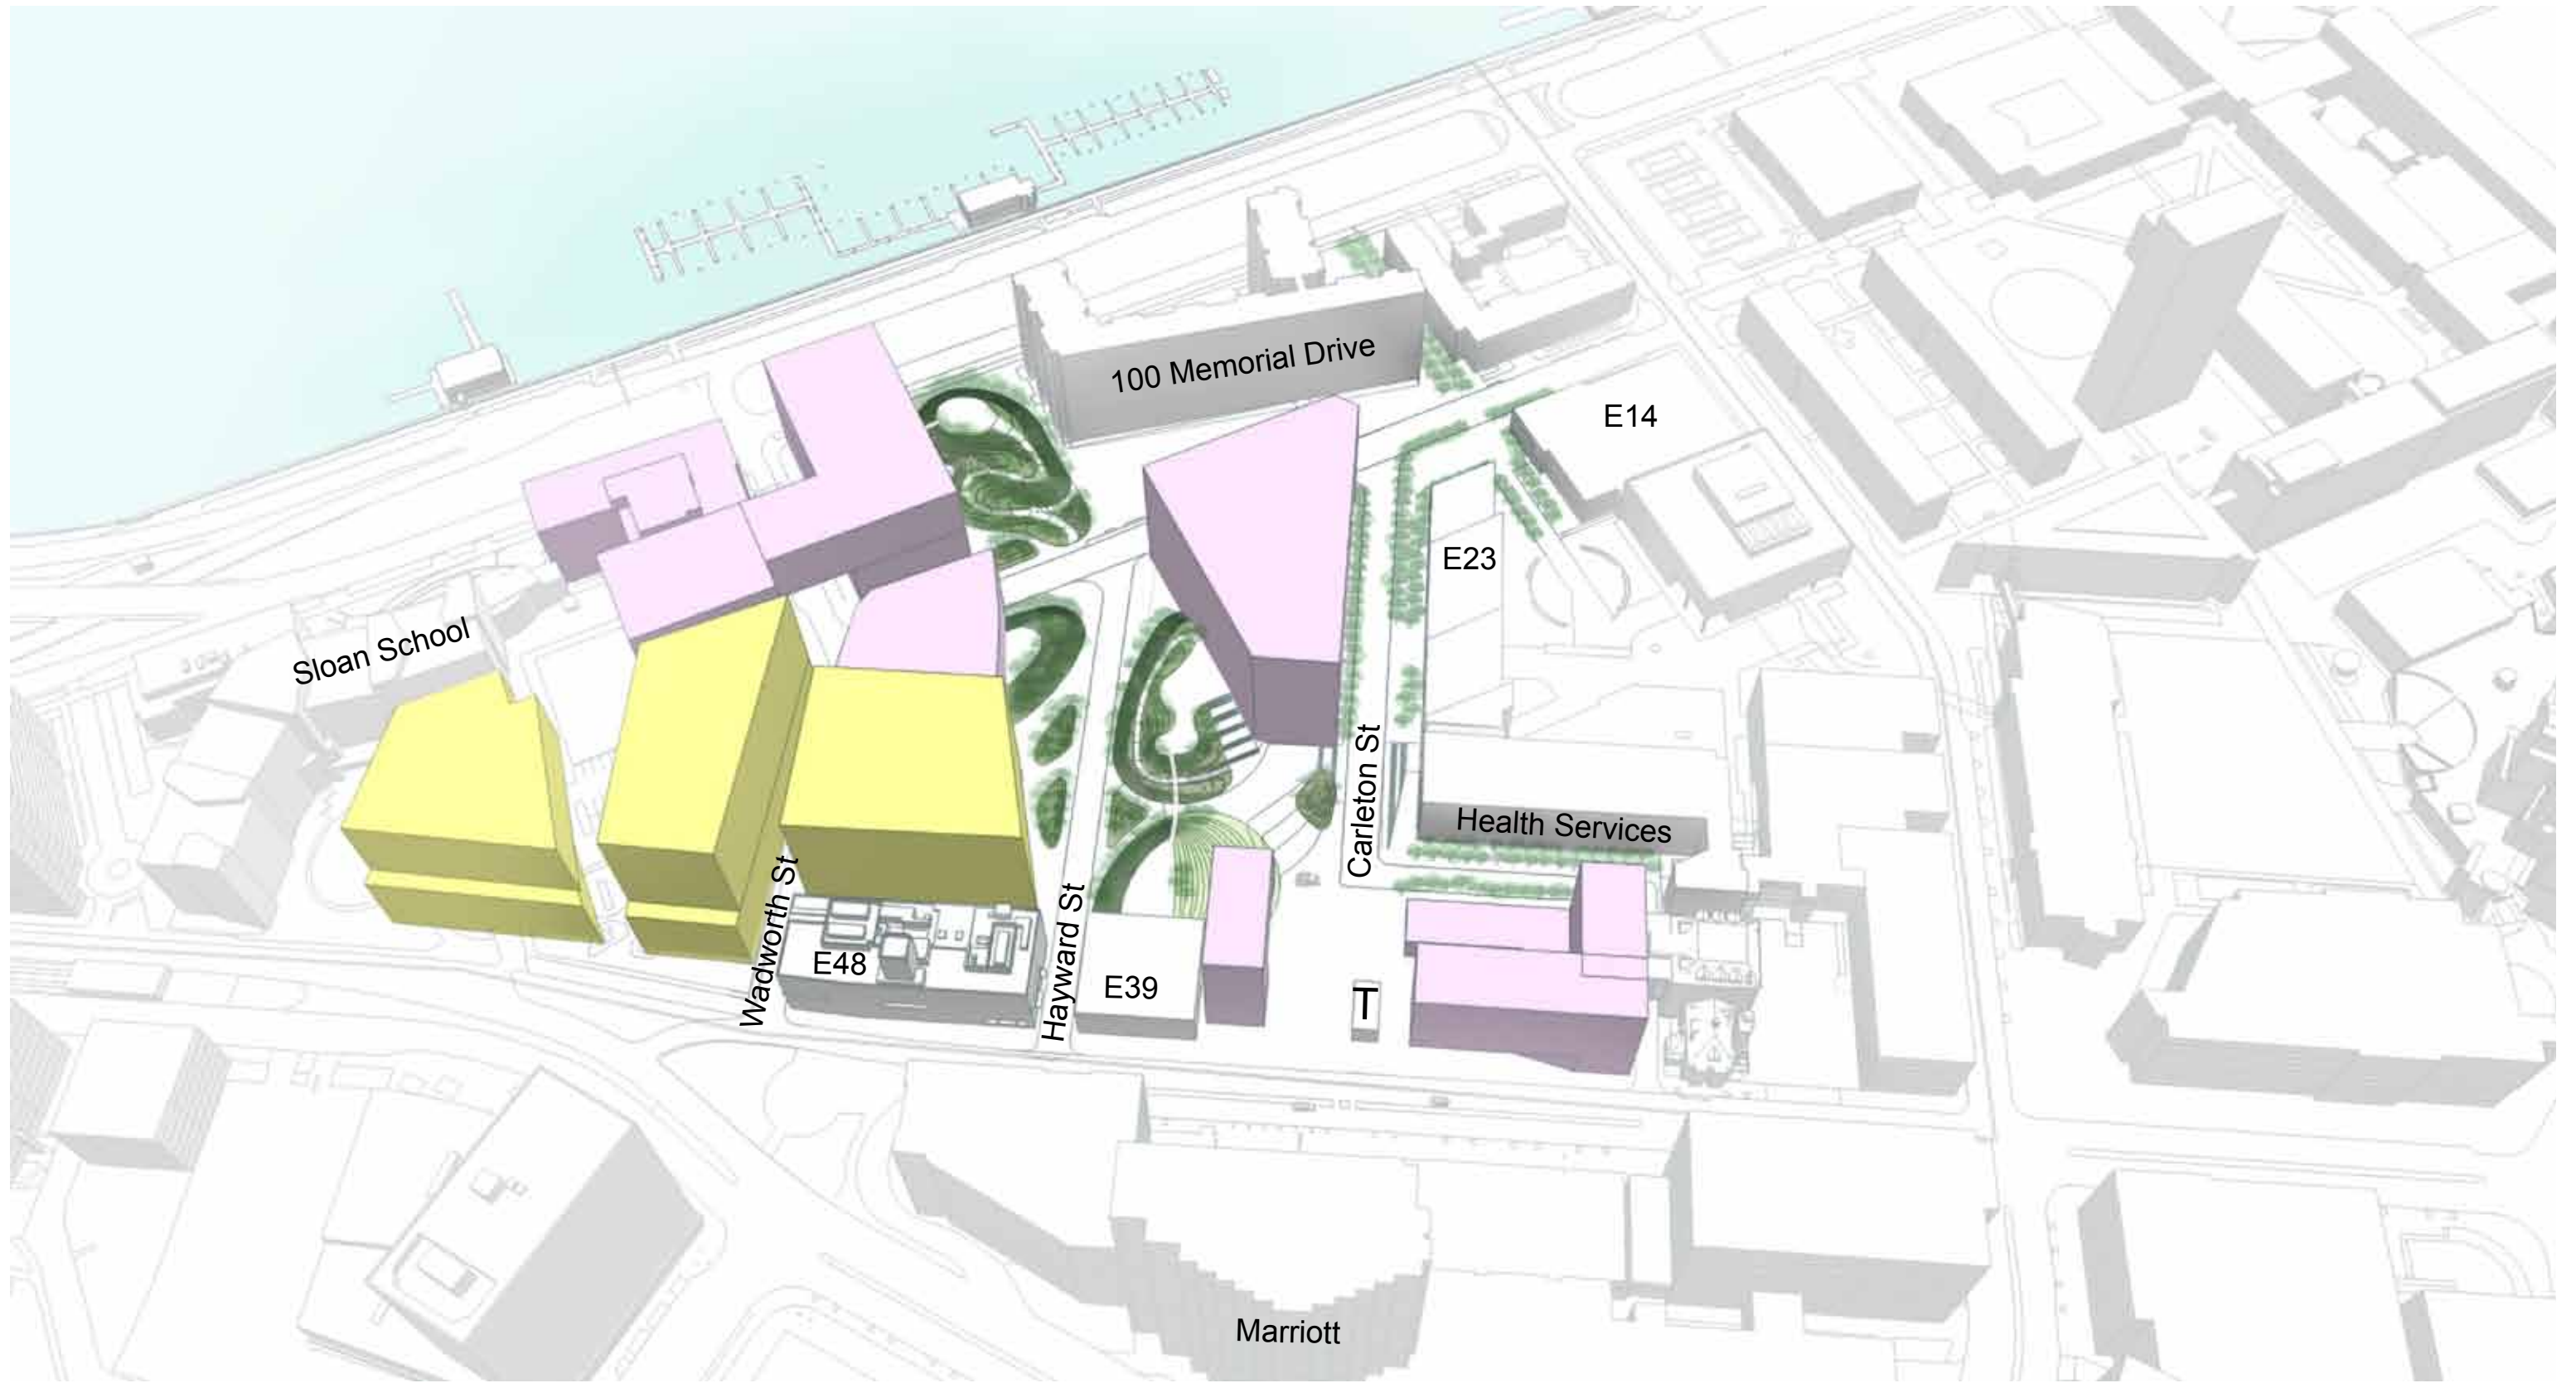 100 Memorial Drive
E14
E23
Sloan School
Carleton St
Health Services
Wadworth St
Hayward St
E48
E39
T
Marriott